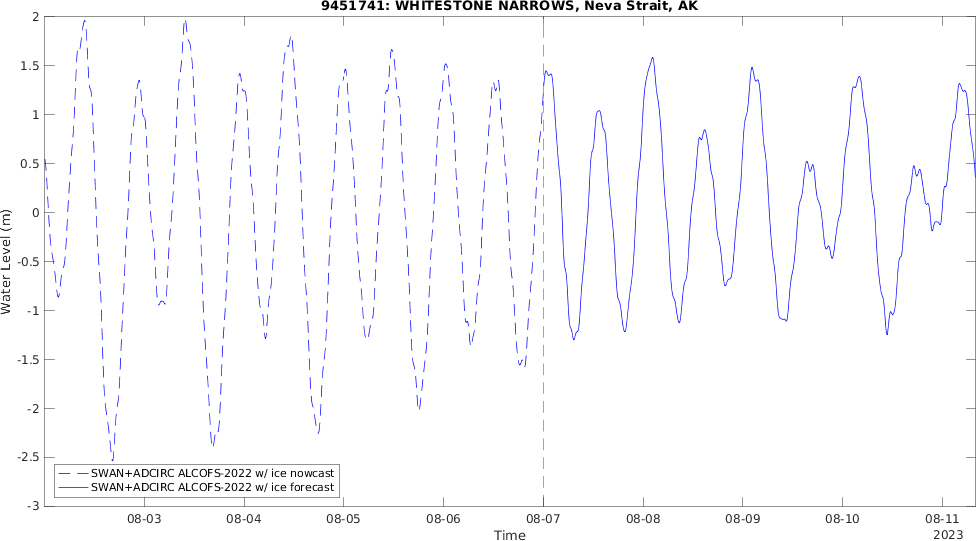 9451741: WHITESTONE NARROWS, Neva Strait, AK
Water Level (m)
2
1.5
1
0.5
0
-0.5
-1
-1.5
-2
-2.5
-3
SWAN+ADCIRC ALCOFS-2022 w/ ice nowcast
SWAN+ADCIRC ALCOFS-2022 w/ ice forecast
08-03 08-04 08-05 08-06 08-07 08-08 08-09 08-10 08-11
2023
Time